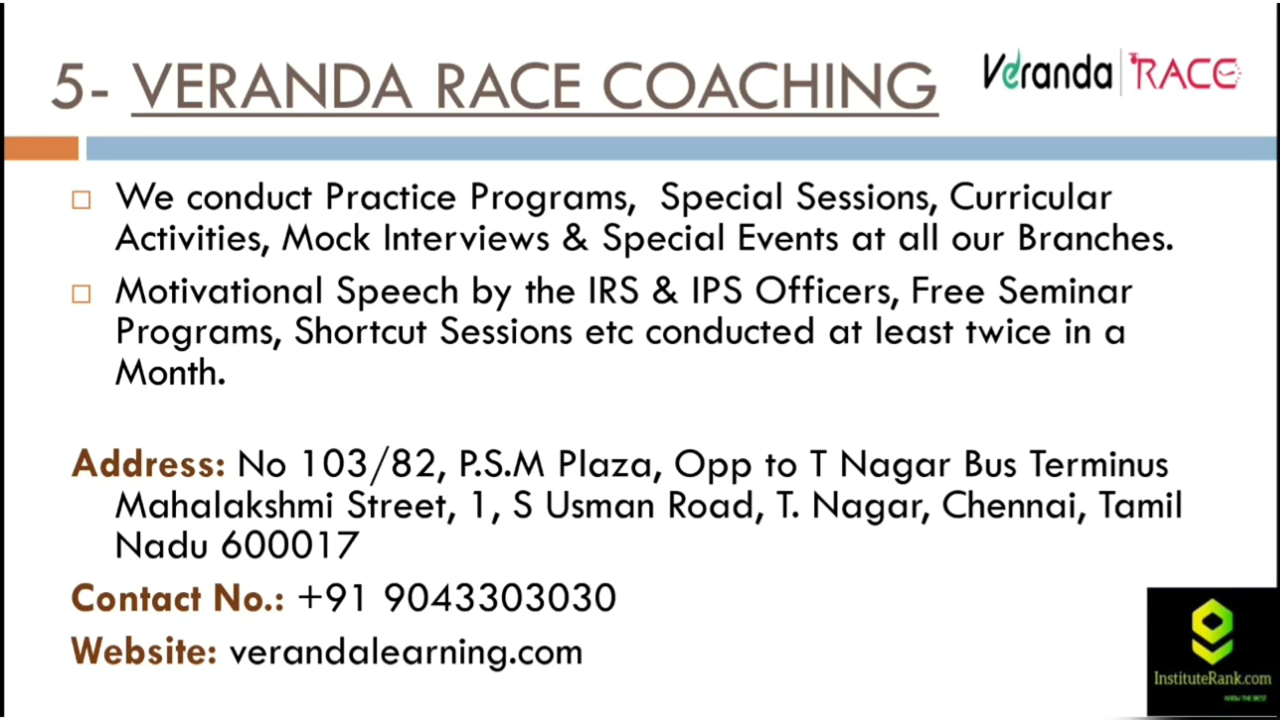 5- VERANDA RACE COACHING
Veranda RACE
We conduct Practice Programs, Special Sessions, Curricular
Activities, Mock Interviews & Special Events at all our Branches.
Motivational Speech by the IRS & IPS Officers, Free Seminar
Programs, Shortcut Sessions etc conducted at least twice in a
Month.
Address: No 103/82, P.S.M Plaza, Opp to T Nagar Bus Terminus
Mahalakshmi Street, 1, S Usman Road, T. Nagar, Chennai, Tamil
Nadu 600017
Contact No.: +91 9043303030
Website: verandalearning.com
InstituteRank.com
KNOW THE BEST